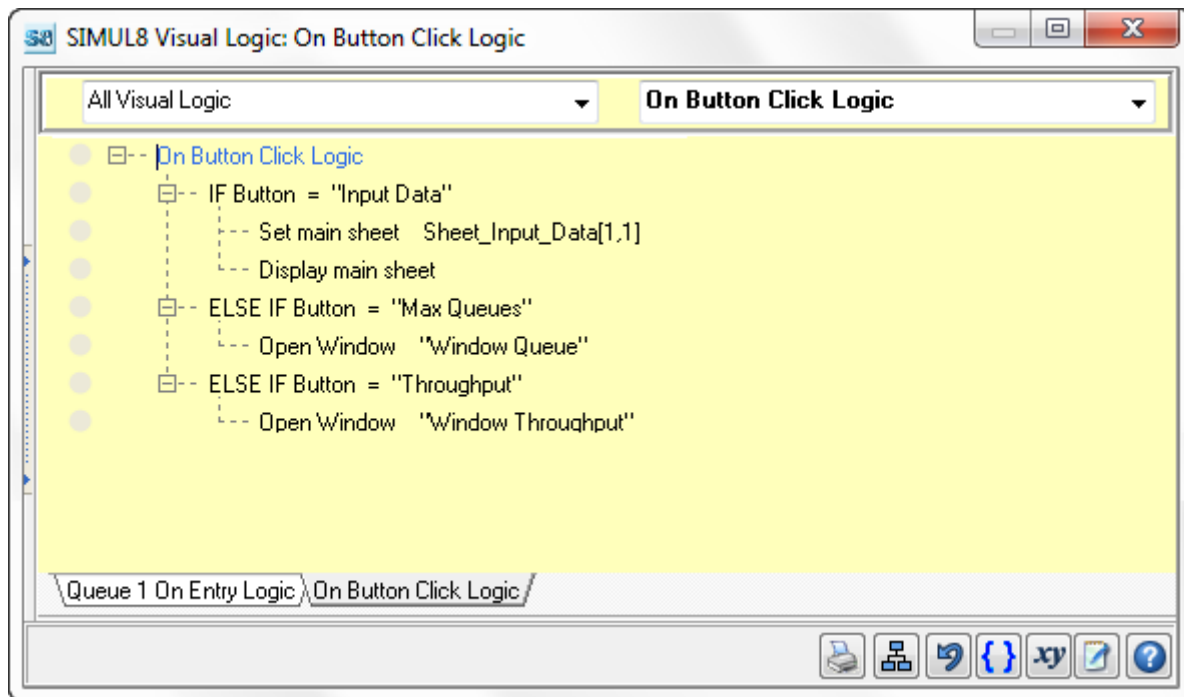 S8 SIMUL8 Visual Logic: On Button Click Logic
All Visual Logic On Button Click Logic
On Button Click Logic
IF Button = "Input Data"
Set main sheet Sheet_Input_Data[1,1]
Display main sheet
ELSE IF Button = "Max Queues"
Open Window "Window Queue"
ELSE IF Button = "Throughput"
Open Window "Window Throughput"
Queue 1 On Entry Logic On Button Click Logic
{ } xy ?